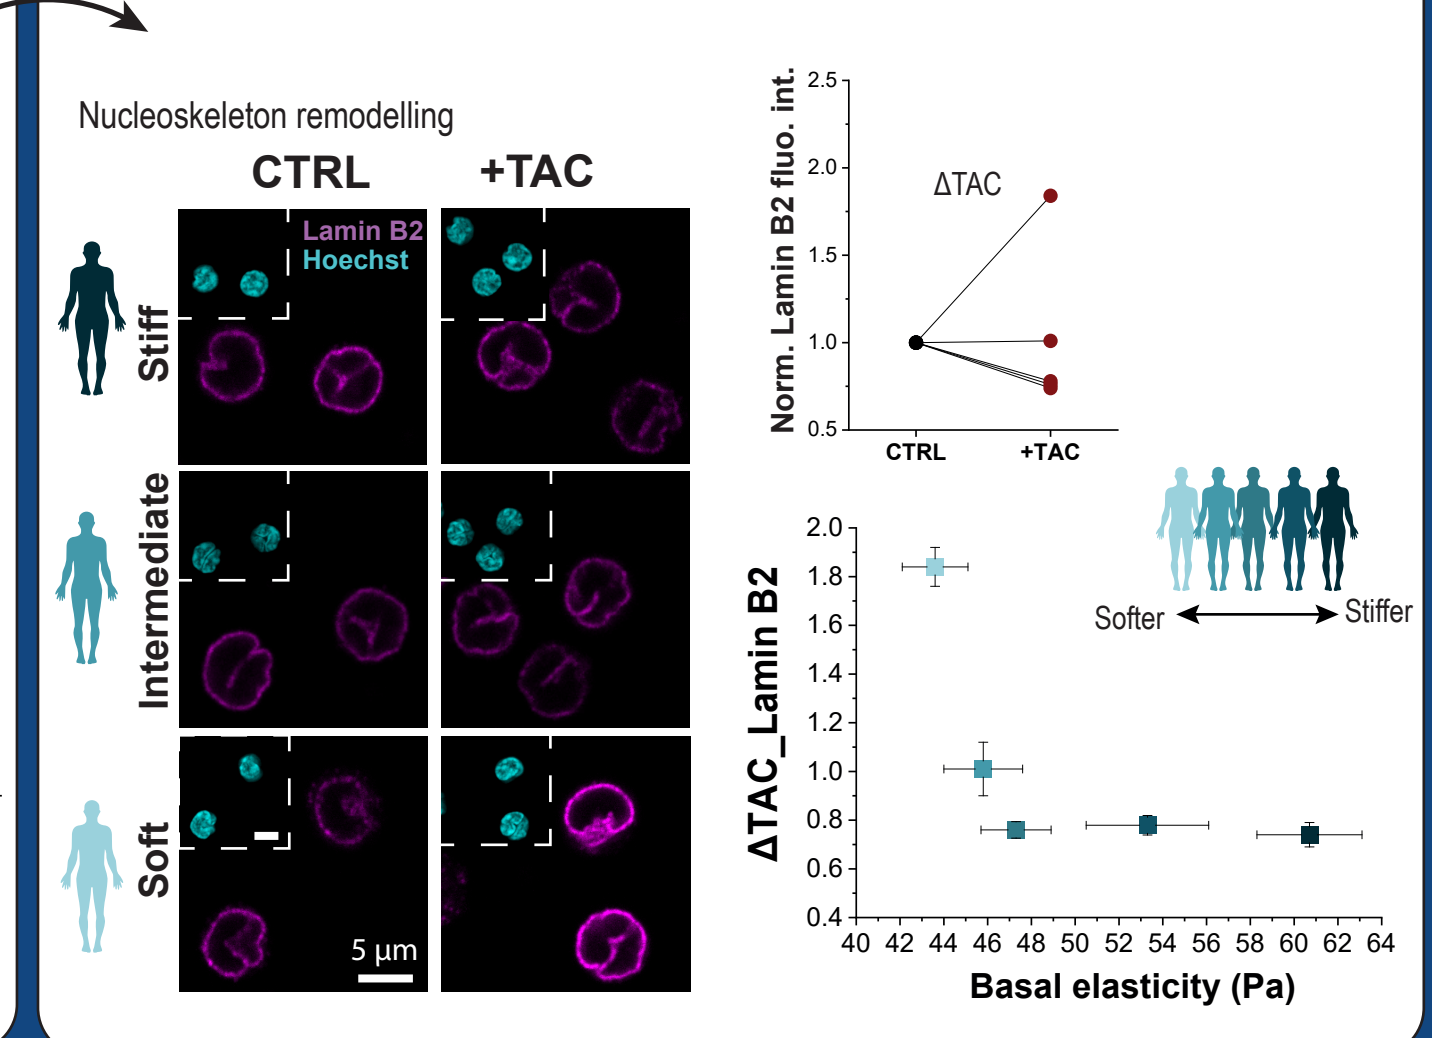 Nucleoskeleton remodelling
CTRL
+TAC
Stiff
Lamin B2
Hoechst
Intermediate
Soft
5 µm
Norm. Lamin B2 fluo. int.
2.5
2.0
1.5
1.0
0.5
ΔTAC
CTRL
+TAC
Softer
Stiffer
ΔTAC_Lamin B2
2.0
1.8
1.6
1.4
1.2
1.0
0.8
0.6
0.4
40 42 44 46 48 50 52 54 56 58 60 62 64
Basal elasticity (Pa)